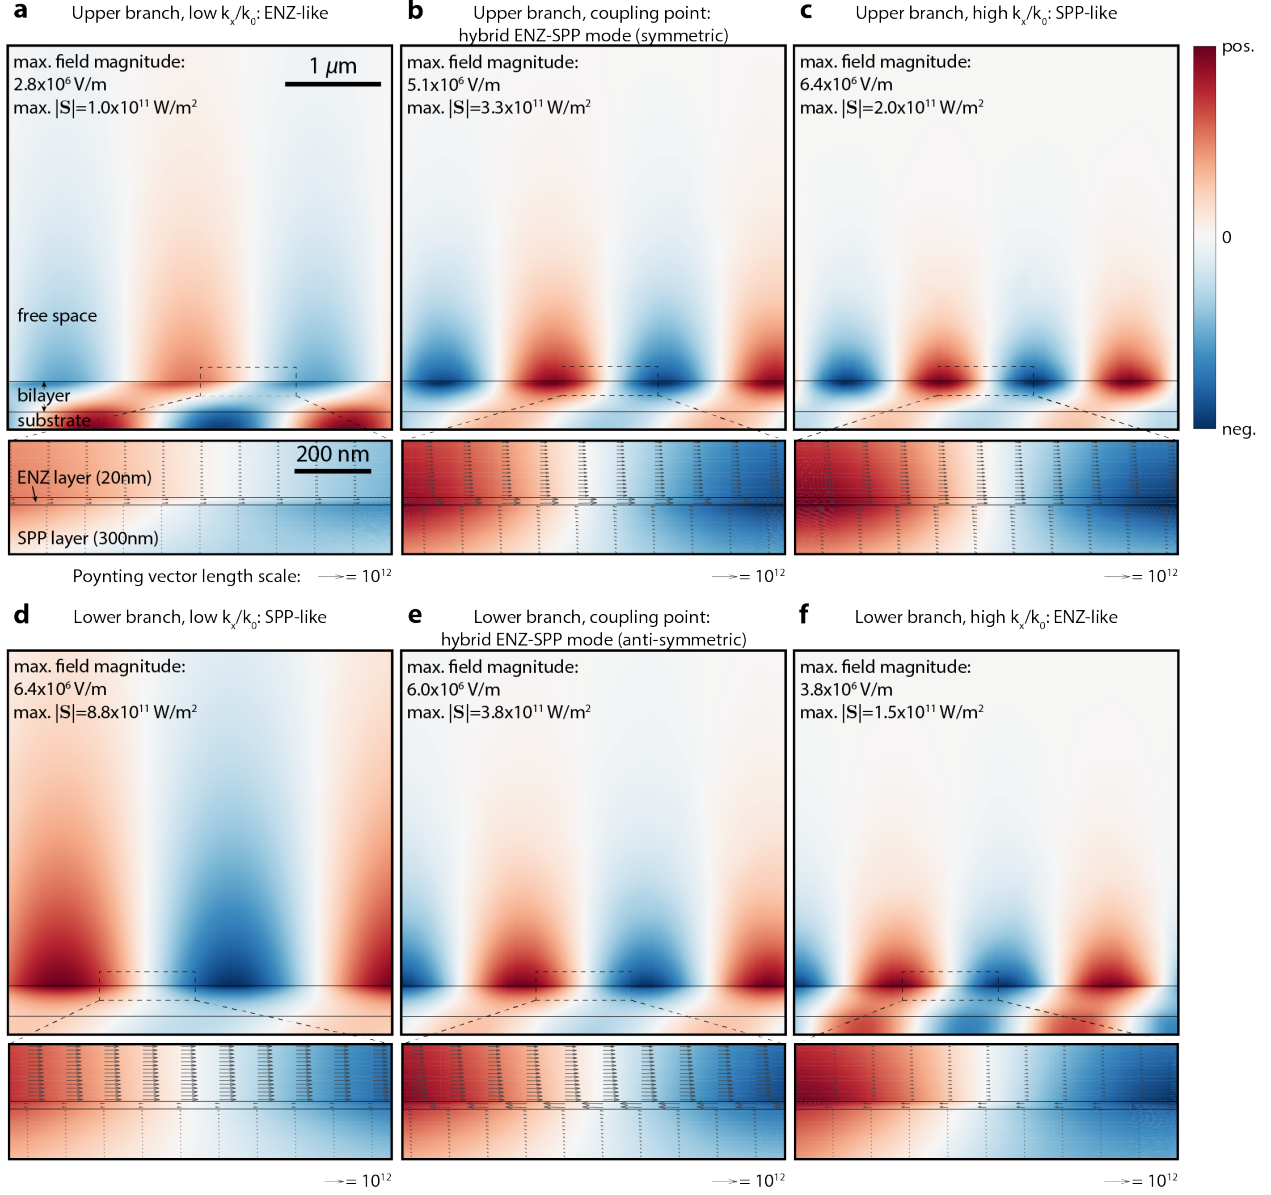 a Upper branch, low kₓ/k₀: ENZ-like
b Upper branch, coupling point:
hybrid ENZ-SPP mode (symmetric)
c Upper branch, high kₓ/k₀: SPP-like
max. field magnitude:
2.8x10⁶ V/m
max. |S|=1.0x10¹¹ W/m²
1 µm
free space
bilayer
substrate
max. field magnitude:
5.1x10⁶ V/m
max. |S|=3.3x10¹¹ W/m²
max. field magnitude:
6.4x10⁶ V/m
max. |S|=2.0x10¹¹ W/m²
pos.
0
neg.
200 nm
ENZ layer (20nm)
SPP layer (300nm)
Poynting vector length scale: = 10¹²
= 10¹²
= 10¹²
d Lower branch, low kₓ/k₀: SPP-like
e Lower branch, coupling point:
hybrid ENZ-SPP mode (anti-symmetric)
f Lower branch, high kₓ/k₀: ENZ-like
max. field magnitude:
6.4x10⁶ V/m
max. |S|=8.8x10¹¹ W/m²
max. field magnitude:
6.0x10⁶ V/m
max. |S|=3.8x10¹¹ W/m²
max. field magnitude:
3.8x10⁶ V/m
max. |S|=1.5x10¹¹ W/m²
= 10¹²
= 10¹²
= 10¹²